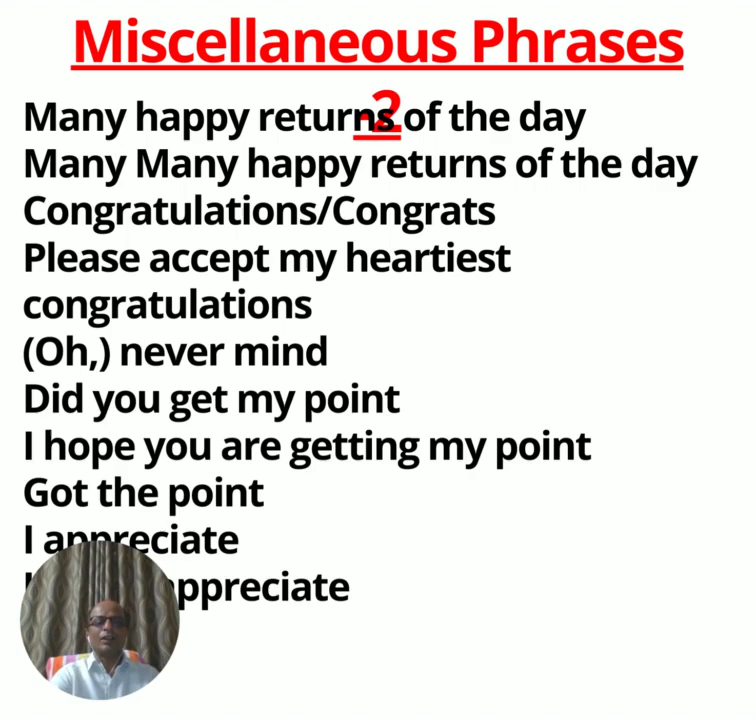 Miscellaneous Phrases
-2
Many happy returns of the day
Many Many happy returns of the day
Congratulations/Congrats
Please accept my heartiest
congratulations
(Oh,) never mind
Did you get my point
I hope you are getting my point
Got the point
I appreciate
I appreciate